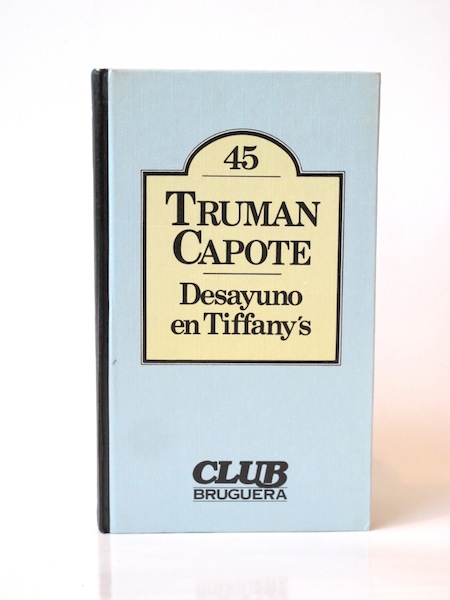 45
TRUMAN
CAPOTE
Desayuno
en Tiffany's
CLUB
BRUGUERA